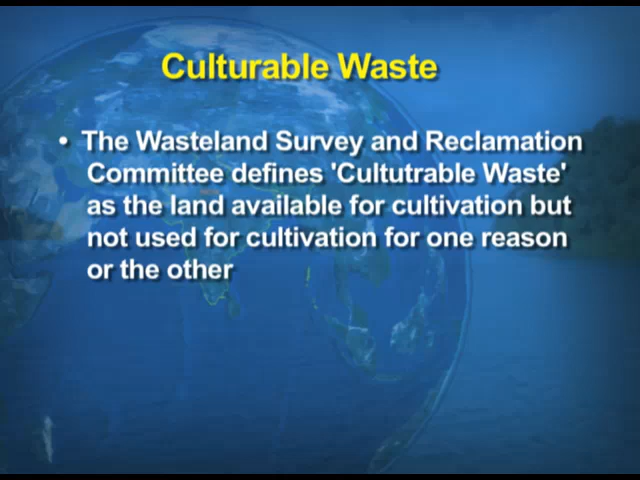 Culturable Waste
• The Wasteland Survey and Reclamation
Committee defines 'Cultutrable Waste'
as the land available for cultivation but
not used for cultivation for one reason
or the other